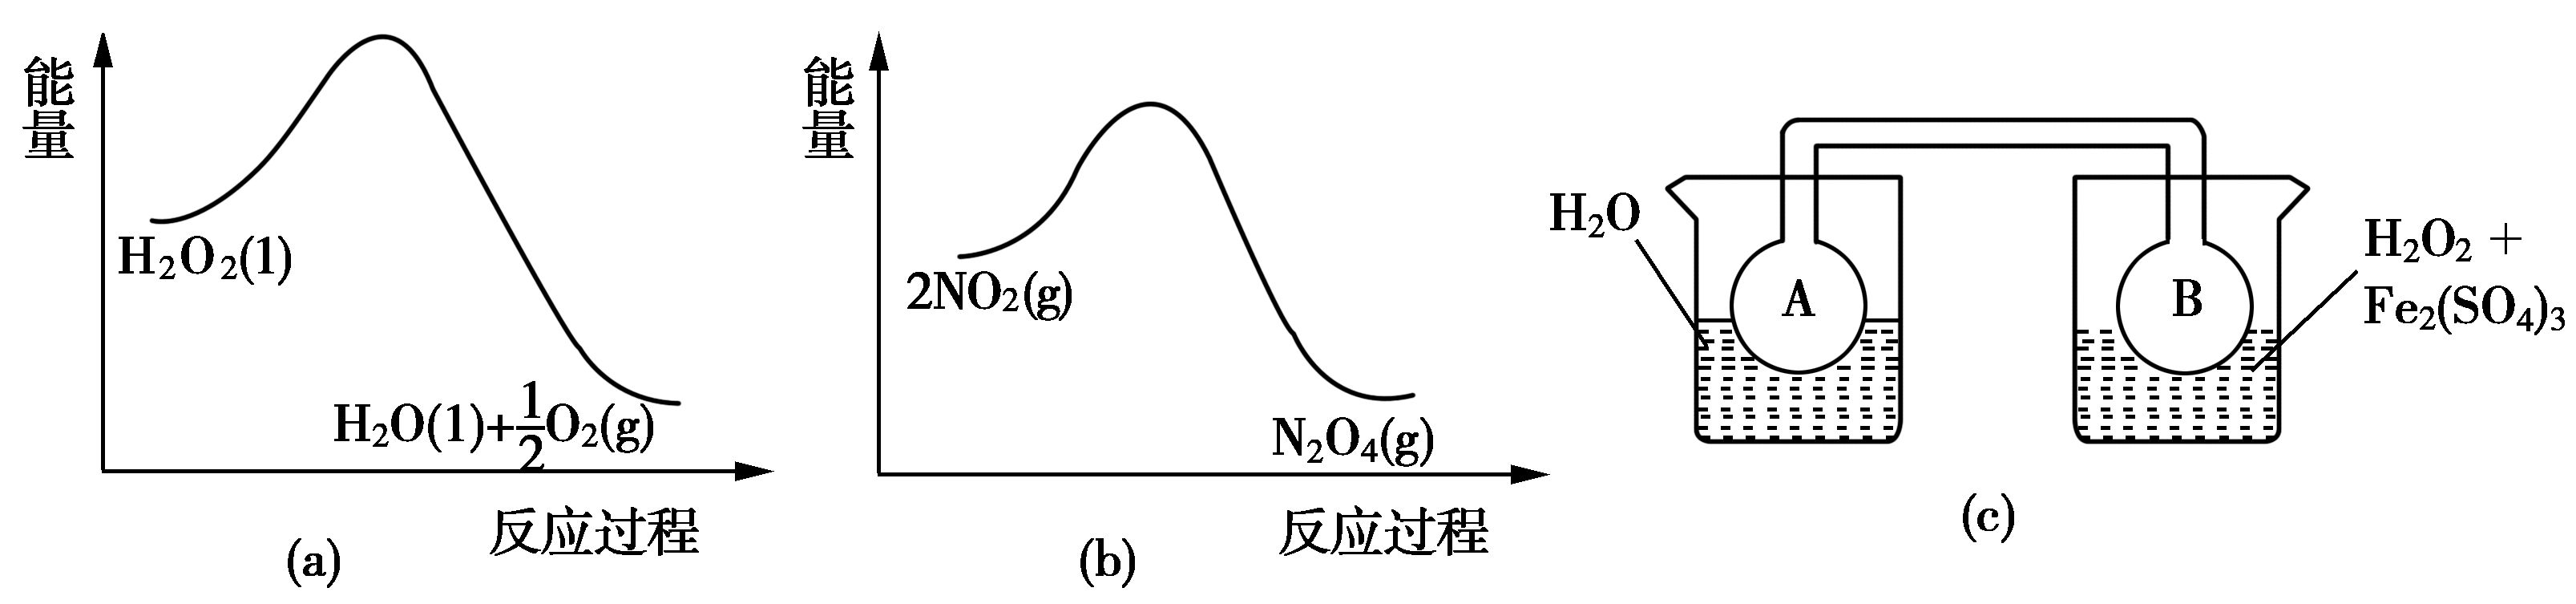 能量
H₂O₂(l)
H₂O(l)+1/2O₂(g)
反应过程
(a)
能量
2NO₂(g)
N₂O₄(g)
反应过程
(b)
H₂O
A
B
H₂O₂ +
Fe₂(SO₄)₃
(c)